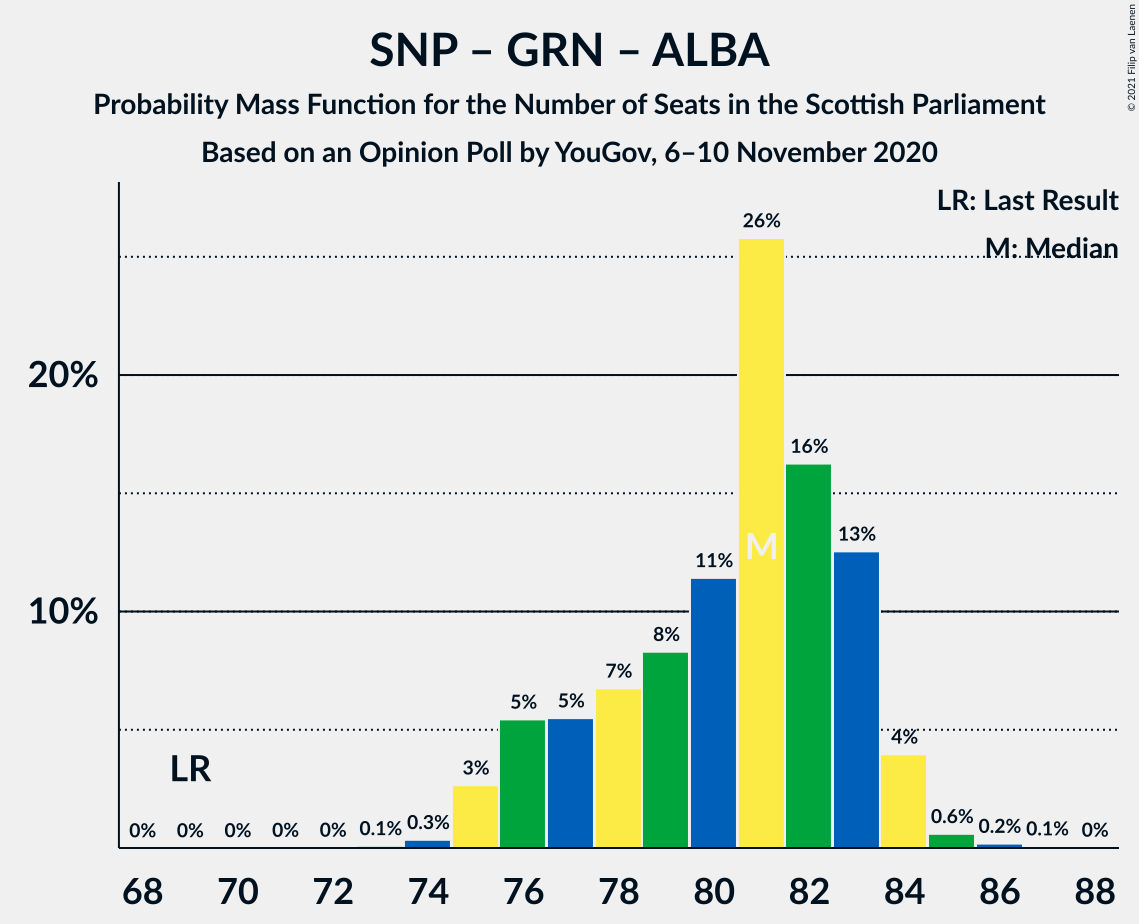 SNP – GRN – ALBA
Probability Mass Function for the Number of Seats in the Scottish Parliament
Based on an Opinion Poll by YouGov, 6–10 November 2020
© 2021 Filip van Laenen
LR: Last Result
M: Median
20%
10%
0% 0% 0% 0% 0% 0.1% 0.3% 3% 5% 5% 7% 8% 11% 26% 16% 13% 4% 0.6% 0.2% 0.1% 0%
LR
M
68 70 72 74 76 78 80 82 84 86 88